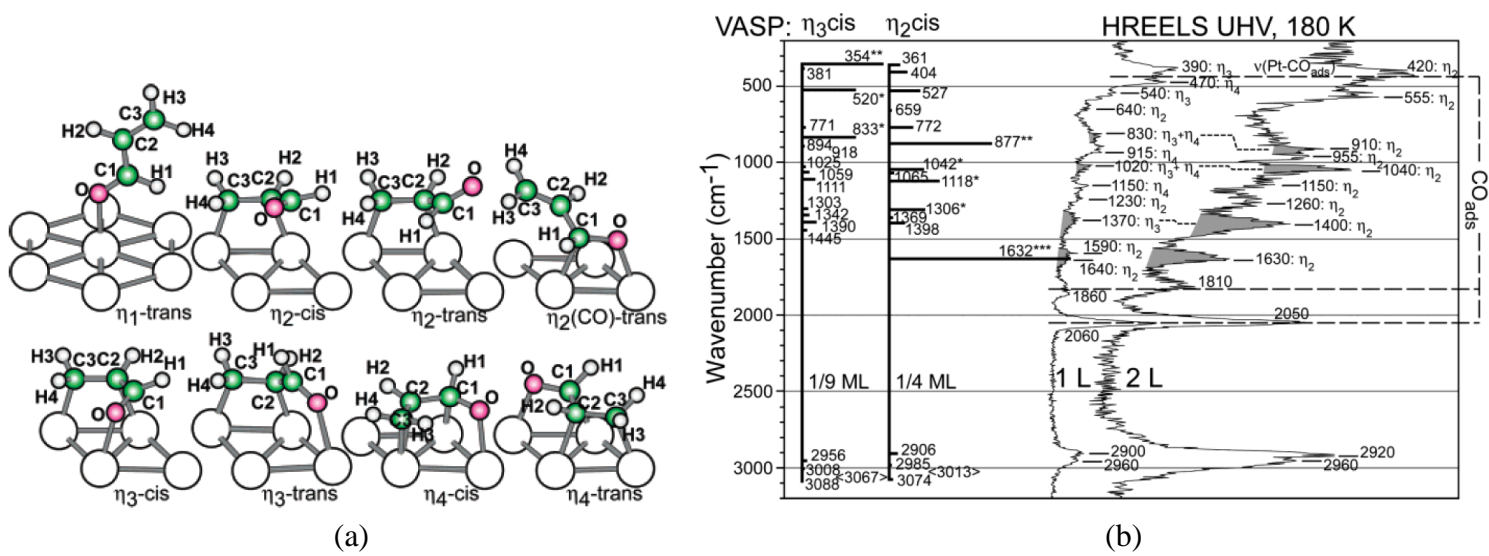 H3
C3
H2
H4
C2
C1
H1
O
η1-trans
H3
H2
C3C2
H1
H4
O
C1
η2-cis
H3
H2
C3C2
O
H4
C1
H1
η2-trans
H4
C2
H2
H3
C3
C1
H1
O
η2(CO)-trans
H3
C3C2
H2
H1
H4
O
C1
η3-cis
H3
H1
H2
C3
C1
H4
C2
O
η3-trans
H1
H2
C2
C1
H4
O
C3
H3
η4-cis
H1
O
C1
H4
H2
C2
C3
H3
η4-trans
(a)
VASP: η3cis η2cis HREELS UHV, 180 K
Wavenumber (cm-1)
500
1000
1500
2000
2500
3000
354**
381
520*
771
833*
894
918
1025
1059
1111
1303
1342
1390
1445
1/9 ML
2956
3008
<3067>
3088
361
404
527
659
772
877**
1042*
1065
1118*
1306*
1369
1398
1632***
1/4 ML
2906
2985
<3013>
3074
390: η3
470: η4
540: η3
640: η2
830: η3+η4
915: η4
1020: η3+η4
1150: η4
1230: η2
1370: η3
1590: η2
1640: η2
1860
2060
1 L
2900
2960
ν(Pt-COads)
420: η2
555: η2
910: η2
955: η2
1040: η2
1150: η2
1260: η2
1400: η2
1630: η2
1810
2050
2 L
2920
2960
COads
(b)